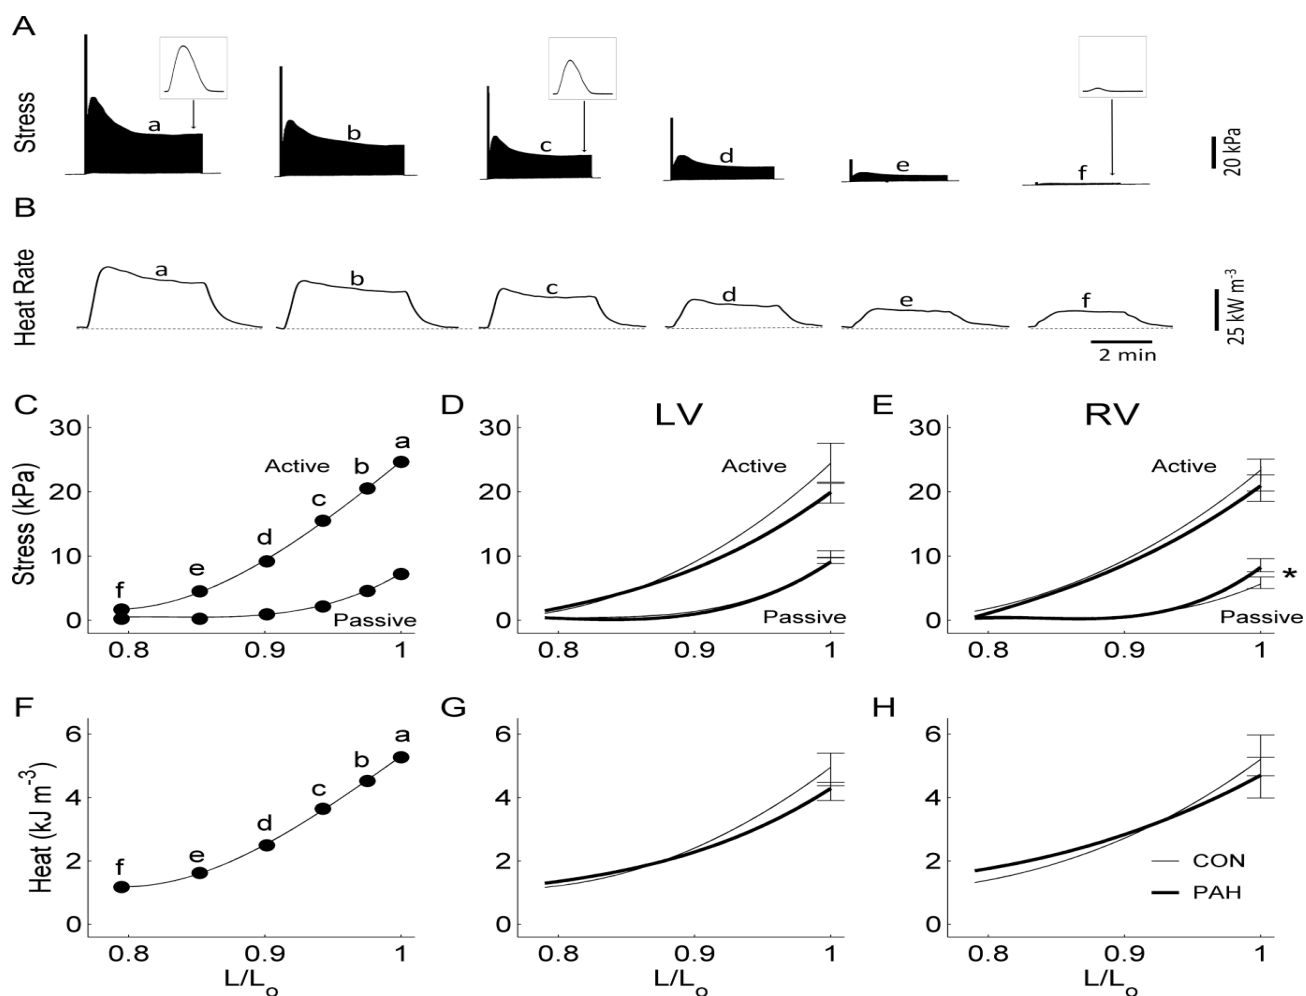 A
Stress
a
b
c
d
e
f
20 kPa
B
Heat Rate
a
b
c
d
e
f
25 kW m-3
2 min
C
Stress (kPa)
30
20
10
0
Active
Passive
a
b
c
d
e
f
0.8
0.9
1
D
LV
30
20
10
0
Active
Passive
0.8
0.9
1
E
RV
30
20
10
0
Active
*
Passive
0.8
0.9
1
F
Heat (kJ m-3)
6
4
2
0
a
b
c
d
e
f
0.8
0.9
1
L/Lo
G
6
4
2
0
0.8
0.9
1
L/Lo
H
6
4
2
0
CON
PAH
0.8
0.9
1
L/Lo